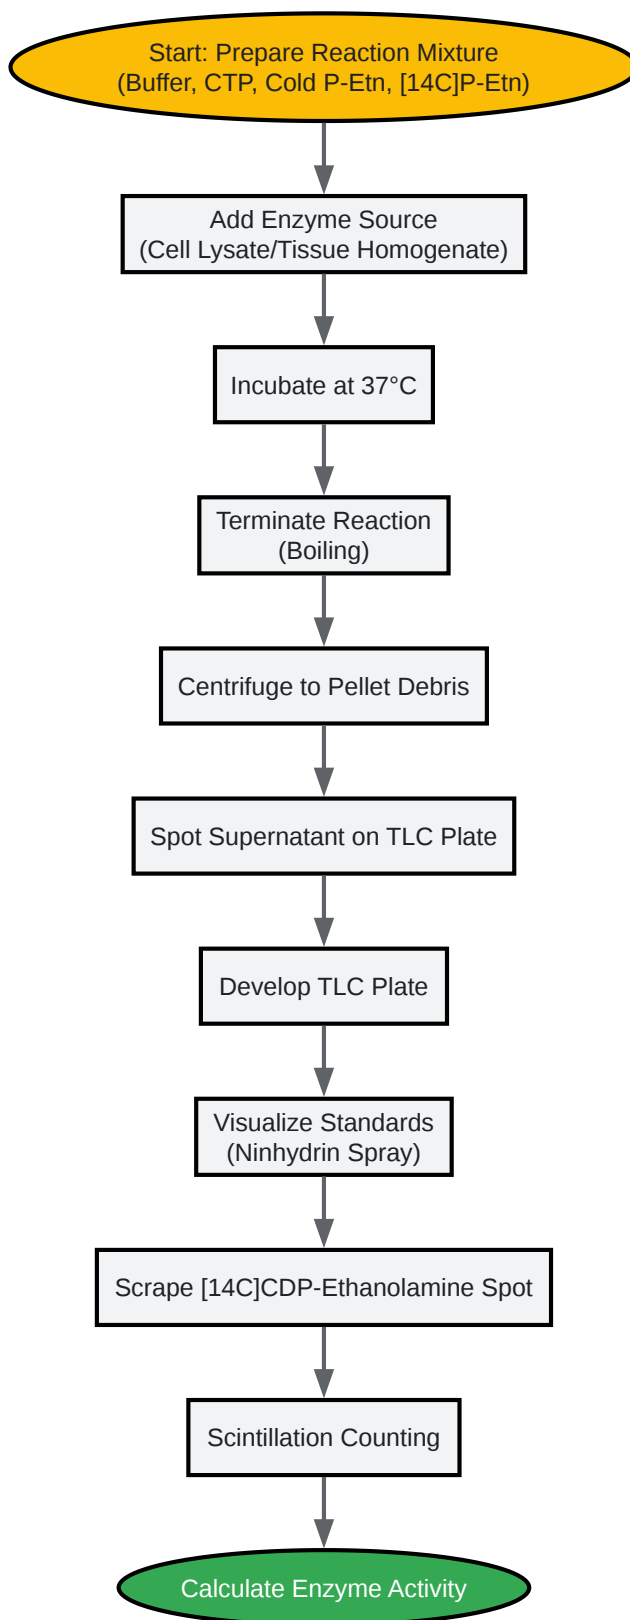 Start: Prepare Reaction Mixture
(Buffer, CTP, Cold P-Etn, [14C]P-Etn)
Add Enzyme Source
(Cell Lysate/Tissue Homogenate)
Incubate at 37°C
Terminate Reaction
(Boiling)
Centrifuge to Pellet Debris
Spot Supernatant on TLC Plate
Develop TLC Plate
Visualize Standards
(Ninhydrin Spray)
Scrape [14C]CDP-Ethanolamine Spot
Scintillation Counting
Calculate Enzyme Activity